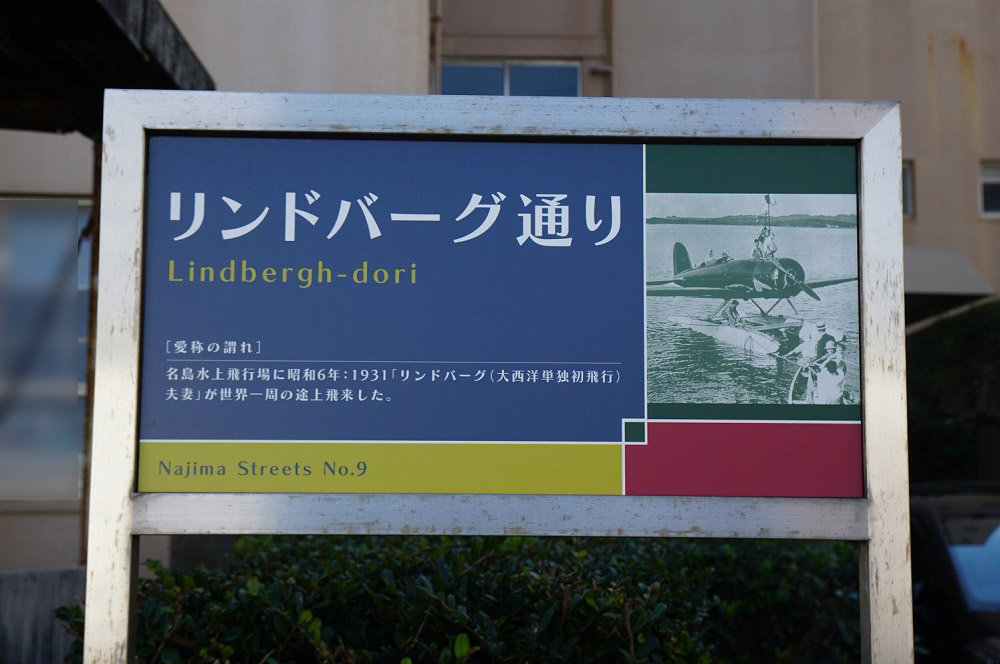 リンドバーグ通り
Lindbergh-dori
[愛称の謂れ]
名島水上飛行場に昭和6年：1931「リンドバーグ（大西洋単独初飛行）
夫妻」が世界一周の途上飛来した。
Najima Streets No.9